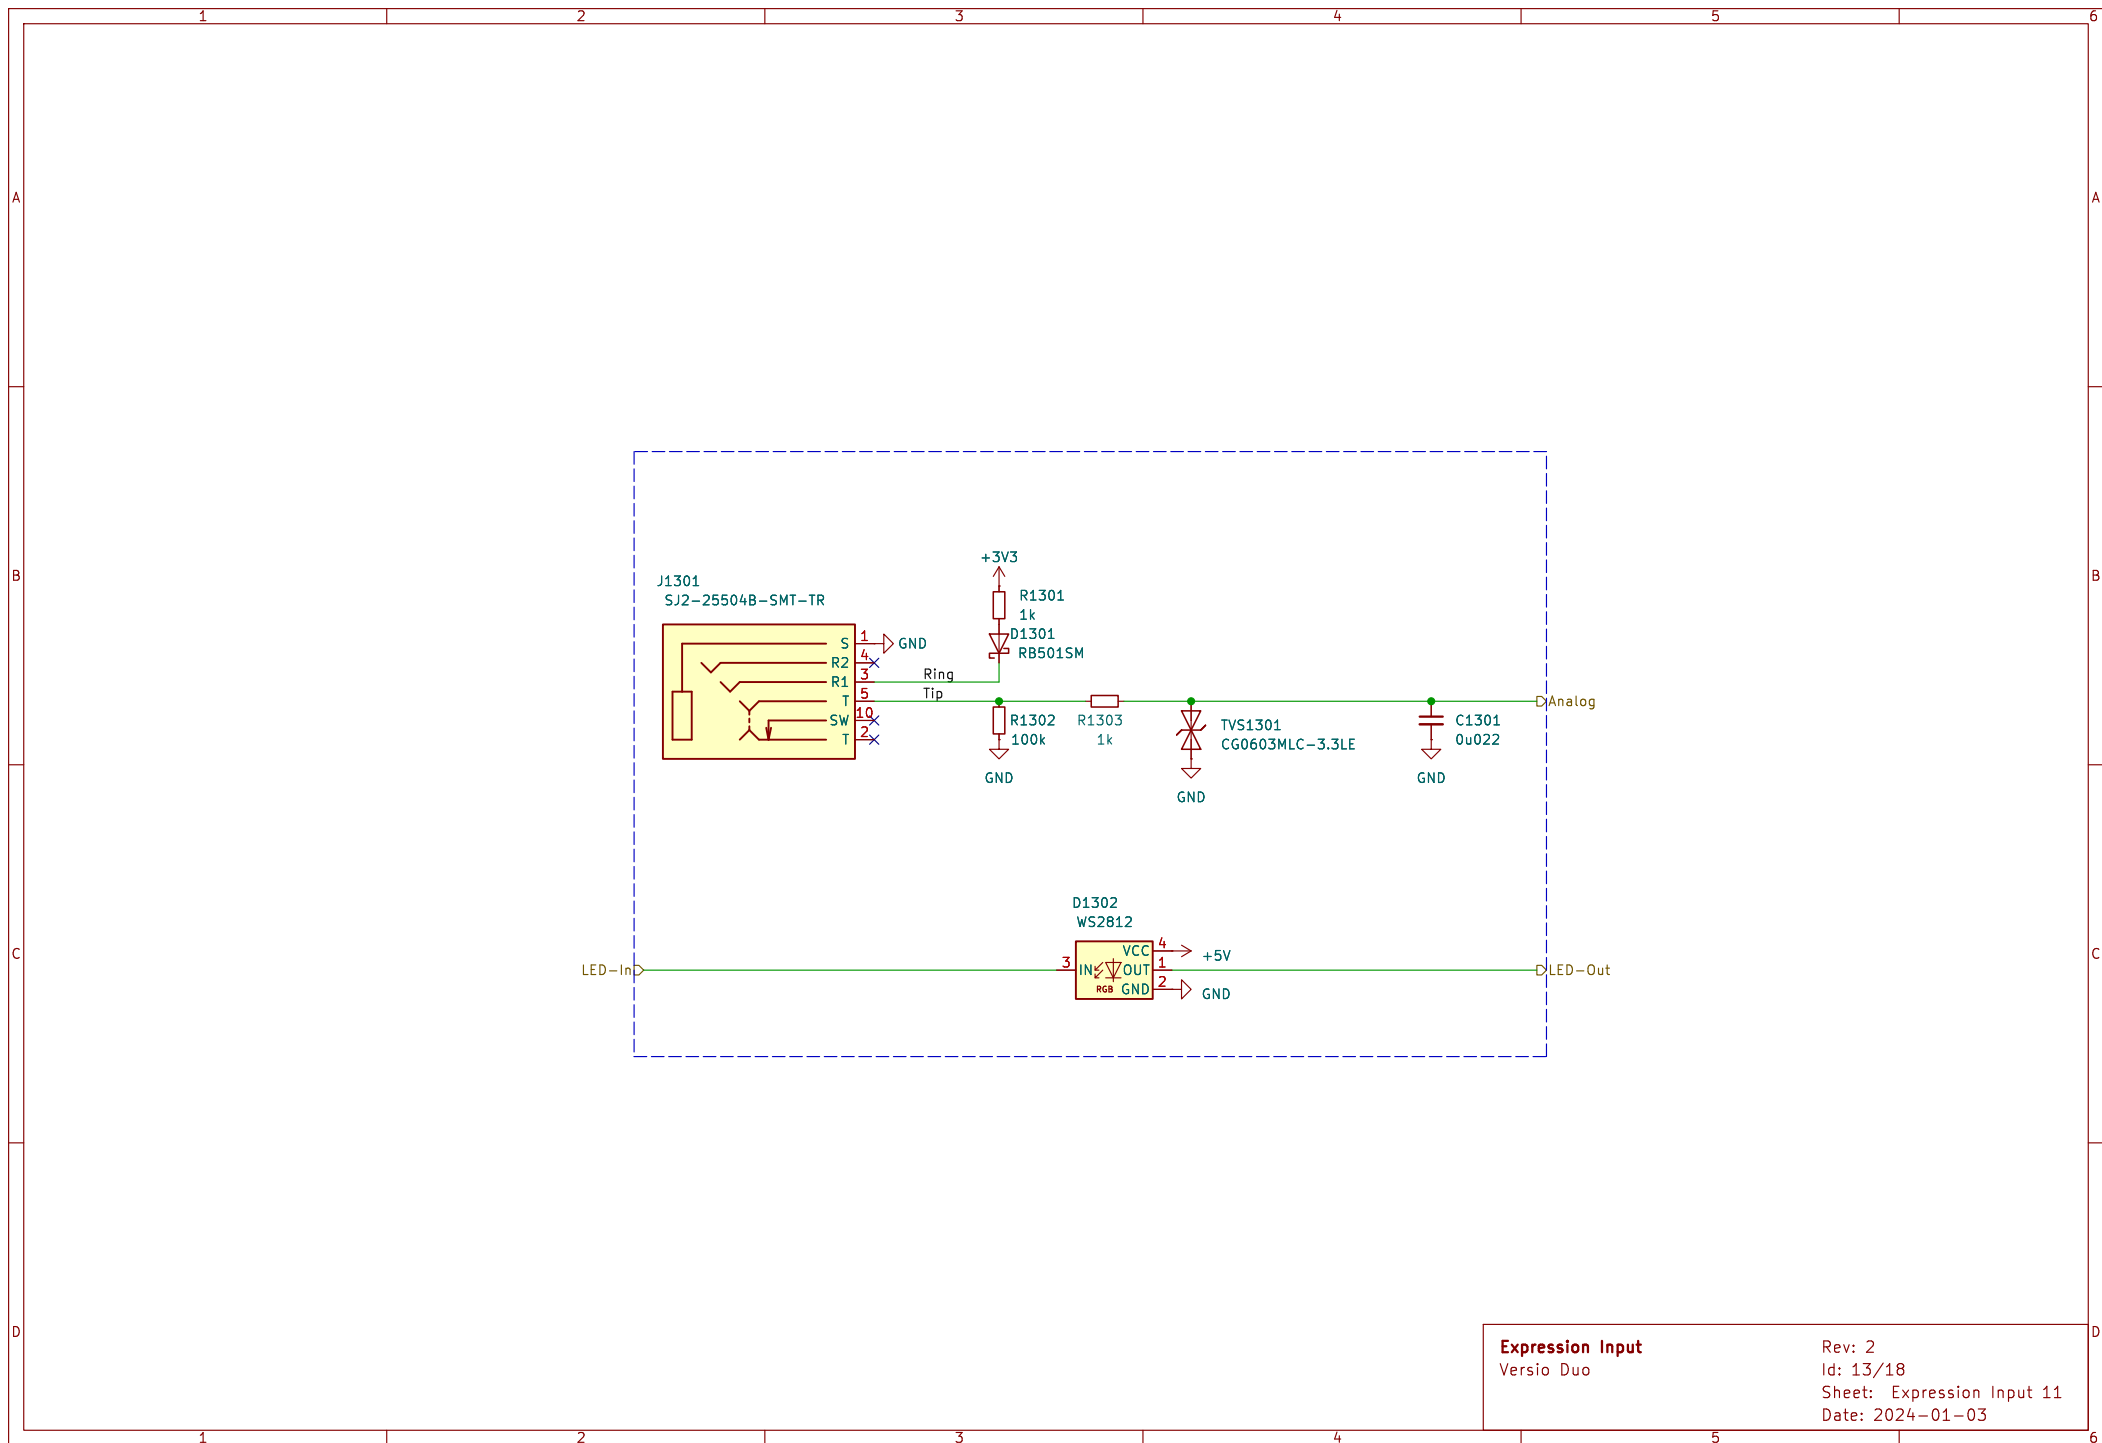 1 2 3 4 5 6
A A
B B
C C
D D
+3V3
R1301
1k
D1301
RB501SM
J1301
SJ2-25504B-SMT-TR
S 1 GND
R2 4
R1 3 Ring
T 5 Tip
SW 10
T 2
R1302
100k
GND
R1303
1k
TVS1301
CG0603MLC-3.3LE
GND
C1301
0u022
GND
Analog
D1302
WS2812
VCC 4 +5V
LED-In 3 IN OUT 1 LED-Out
RGB GND 2 GND
Expression Input
Versio Duo
Rev: 2
Id: 13/18
Sheet: Expression Input 11
Date: 2024-01-03
1 2 3 4 5 6